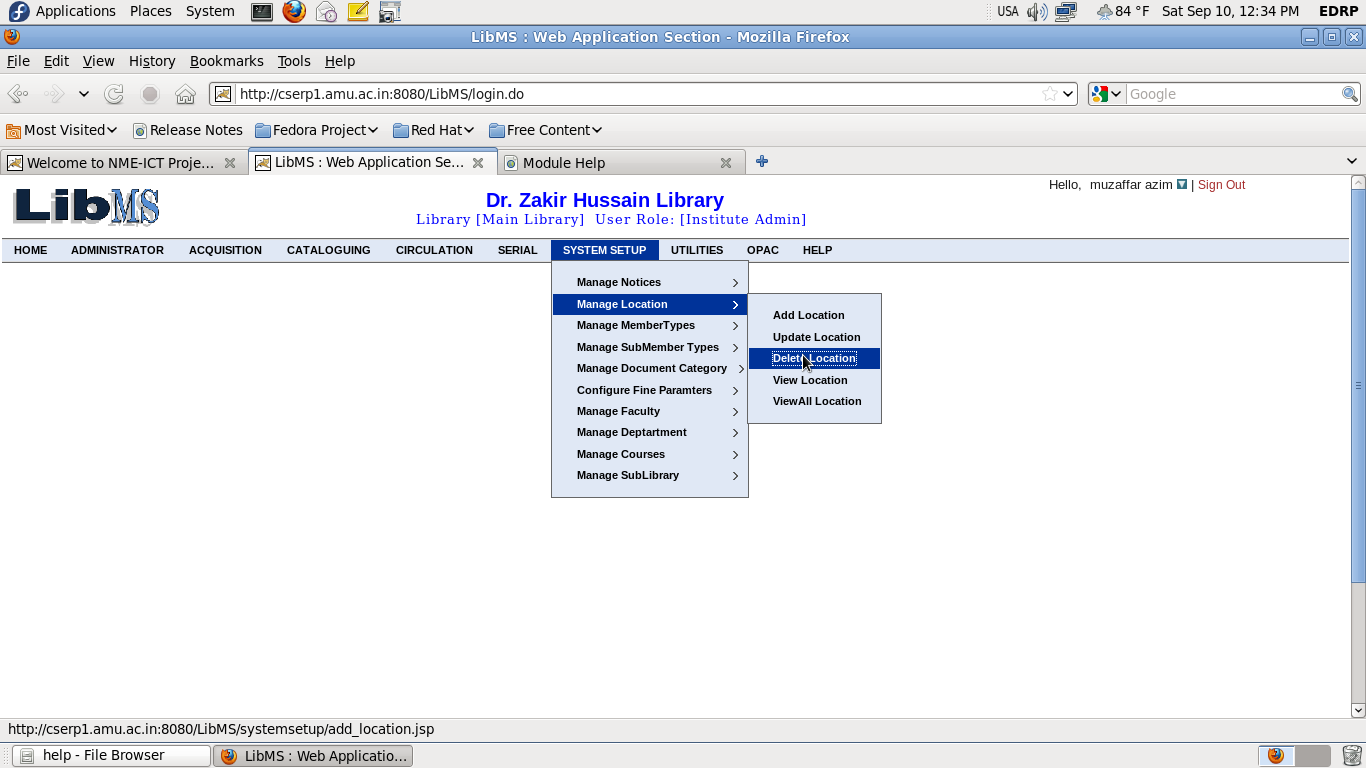 Applications Places System USA 84 °F Sat Sep 10, 12:34 PM EDRP
LibMS : Web Application Section - Mozilla Firefox
File Edit View History Bookmarks Tools Help
http://cserp1.amu.ac.in:8080/LibMS/login.do Google
Most Visited Release Notes Fedora Project Red Hat Free Content
Welcome to NME-ICT Proje... LibMS : Web Application Se... Module Help
Hello, muzaffar azim | Sign Out
LibMS
Dr. Zakir Hussain Library
Library [Main Library] User Role: [Institute Admin]
HOME ADMINISTRATOR ACQUISITION CATALOGUING CIRCULATION SERIAL SYSTEM SETUP UTILITIES OPAC HELP
Manage Notices
Manage Location
Manage MemberTypes
Manage SubMember Types
Manage Document Category
Configure Fine Paramters
Manage Faculty
Manage Deptartment
Manage Courses
Manage SubLibrary
Add Location
Update Location
Delete Location
View Location
ViewAll Location
http://cserp1.amu.ac.in:8080/LibMS/systemsetup/add_location.jsp
help - File Browser LibMS : Web Applicatio...